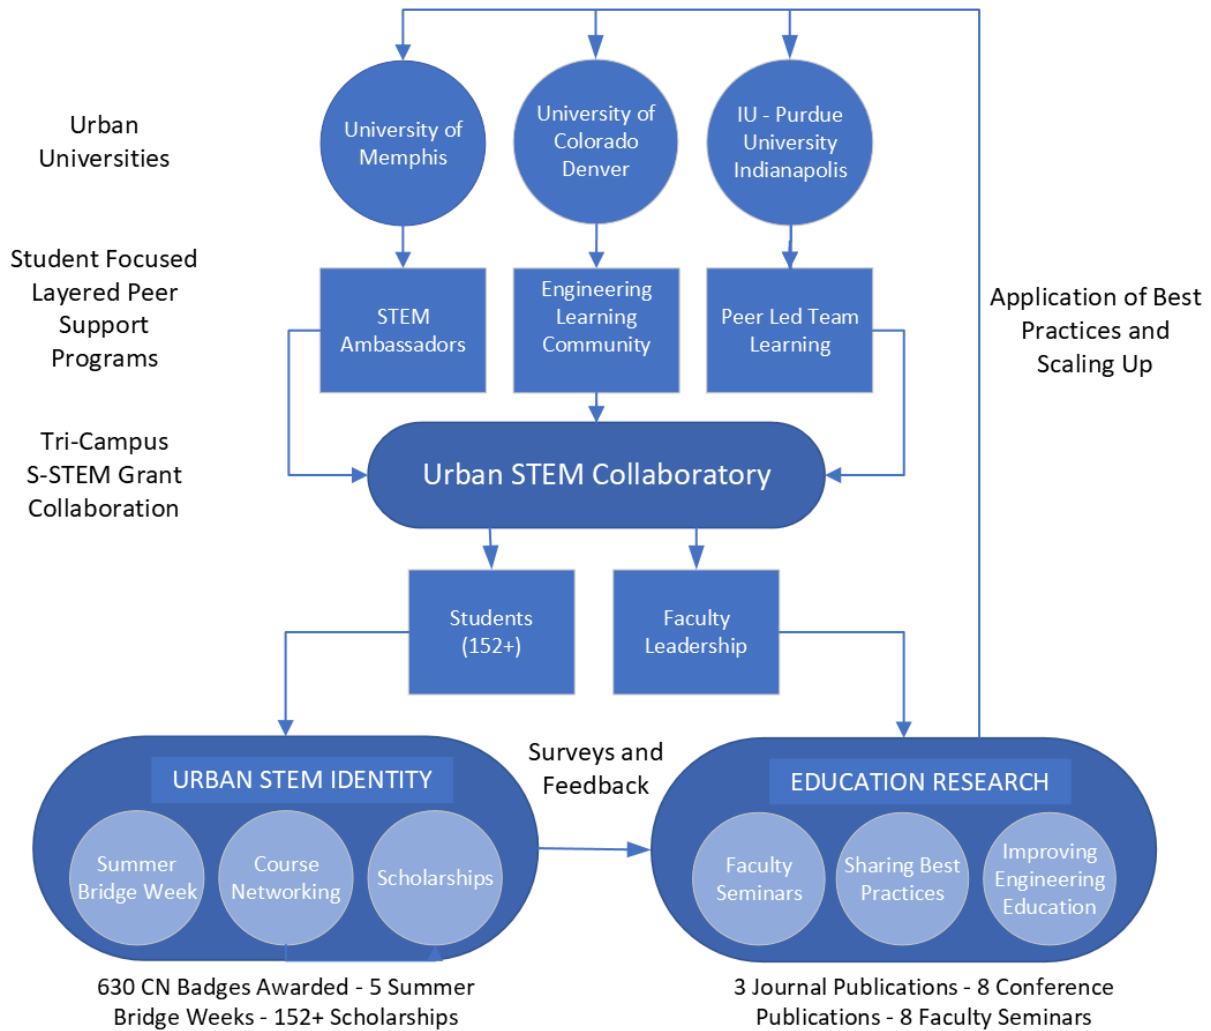 Urban
Universities
University of
Memphis
University of
Colorado
Denver
IU - Purdue
University
Indianapolis
Student Focused
Layered Peer
Support
Programs
STEM
Ambassadors
Engineering
Learning
Community
Peer Led Team
Learning
Application of Best
Practices and
Scaling Up
Tri-Campus
S-STEM Grant
Collaboration
Urban STEM Collaboratory
Students
(152+)
Faculty
Leadership
URBAN STEM IDENTITY
Summer
Bridge Week
Course
Networking
Scholarships
Surveys and
Feedback
EDUCATION RESEARCH
Faculty
Seminars
Sharing Best
Practices
Improving
Engineering
Education
630 CN Badges Awarded - 5 Summer
Bridge Weeks - 152+ Scholarships
3 Journal Publications - 8 Conference
Publications - 8 Faculty Seminars